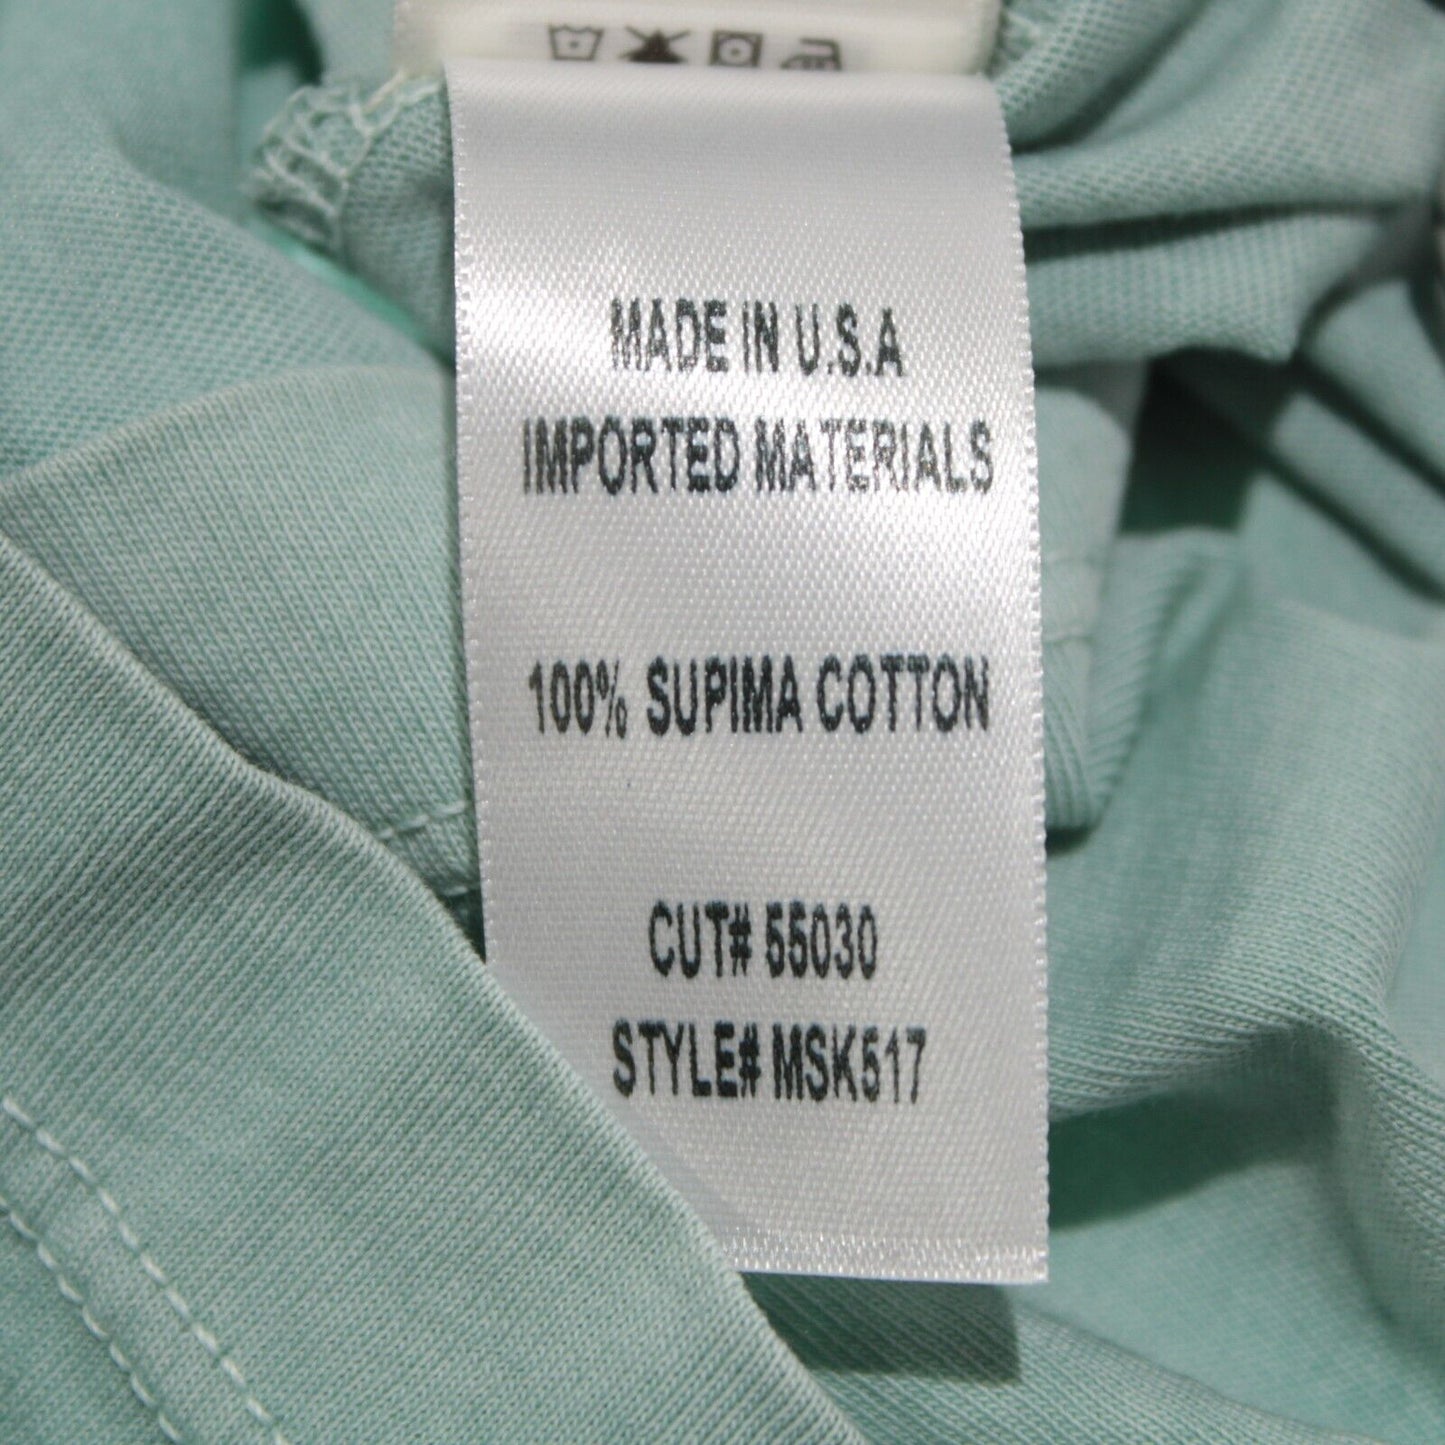 MADE IN U.S.A
IMPORTED MATERIALS
100% SUPIMA COTTON
CUT# 55030
STYLE# MSK517